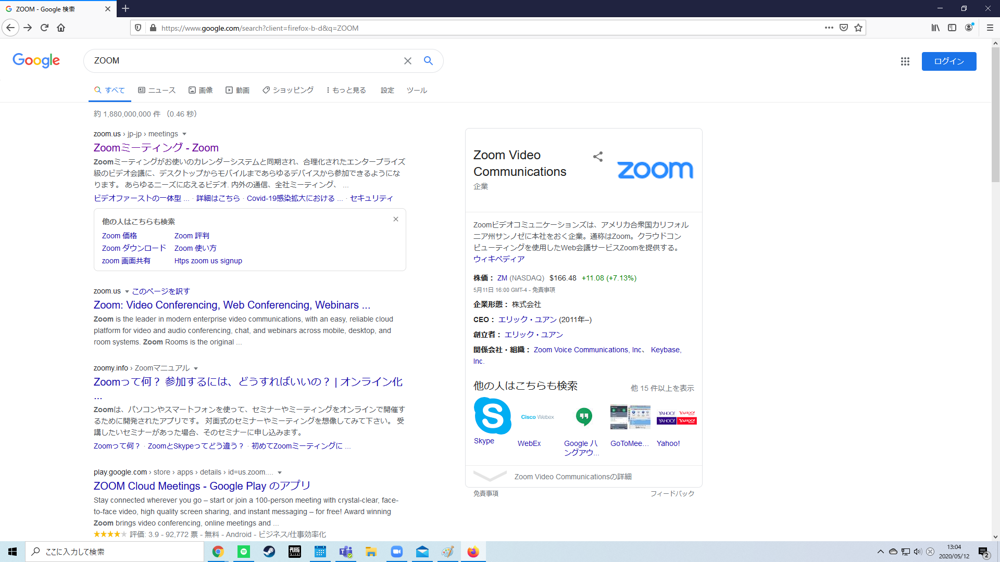 ZOOM - Google 検索
https://www.google.com/search?client=firefox-b-d&q=ZOOM
Google
ZOOM
ログイン
すべて ニュース 画像 動画 ショッピング もっと見る 設定 ツール
約 1,880,000,000 件 （0.46 秒）
zoom.us › jp-jp › meetings
Zoomミーティング - Zoom
Zoomミーティングがお使いのカレンダーシステムと同期され、合理化されたエンタープライズ
級のビデオ会議に、デスクトップからモバイルまであらゆるデバイスから参加できるようにな
ります。 あらゆるニーズに応えるビデオ. 内外の通信、全社ミーティング、 ...
ビデオファーストの一体型 ... · 詳細はこちら · Covid-19感染拡大における ... · セキュリティ
他の人はこちらも検索
Zoom 価格 Zoom 評判
Zoom ダウンロード Zoom 使い方
zoom 画面共有 Htps zoom us signup
zoom.us このページを訳す
Zoom: Video Conferencing, Web Conferencing, Webinars ...
Zoom is the leader in modern enterprise video communications, with an easy, reliable cloud
platform for video and audio conferencing, chat, and webinars across mobile, desktop, and
room systems. Zoom Rooms is the original ...
zoomy.info › Zoomマニュアル
Zoomって何？ 参加するには、どうすればいいの？ | オンライン化
...
Zoomは、パソコンやスマートフォンを使って、セミナーやミーティングをオンラインで開催す
るために開発されたアプリです。 対面式のセミナーやミーティングを想像してみて下さい。 受
講したいセミナーがあった場合、そのセミナーに申し込みます。
Zoomって何？ · ZoomとSkypeってどう違う？ · 初めてZoomミーティングに ...
play.google.com › store › apps › details › id=us.zoom....
ZOOM Cloud Meetings - Google Play のアプリ
Stay connected wherever you go – start or join a 100-person meeting with crystal-clear, face-
to-face video, high quality screen sharing, and instant messaging – for free! Award winning
Zoom brings video conferencing, online meetings and ...
評価: 3.9 - 92,772 票 - 無料 - Android - ビジネス/仕事効率化
Zoom Video
Communications
企業
zoom
Zoomビデオコミュニケーションズは、アメリカ合衆国カリフォル
ニア州サンノゼに本社をおく企業。通称はZoom。クラウドコン
ピューティングを使用したWeb会議サービスZoomを提供する。
ウィキペディア
株価： ZM (NASDAQ) $166.48 +11.08 (+7.13%)
5月11日 16:00 GMT-4 - 免責事項
企業形態： 株式会社
CEO： エリック・ユアン (2011年–)
創立者： エリック・ユアン
関係会社・組織： Zoom Voice Communications, Inc、 Keybase,
Inc.
他の人はこちらも検索 他 15 件以上を表示
Cisco Webex
YAHOO! YAHOO!
YAHOO! YAHOO!
Skype
WebEx
Google ハ
ングアウ...
GoToMee...
Yahoo!
Zoom Video Communicationsの詳細
免責事項 フィードバック
ここに入力して検索
PUBG
13:04
2020/05/12
2